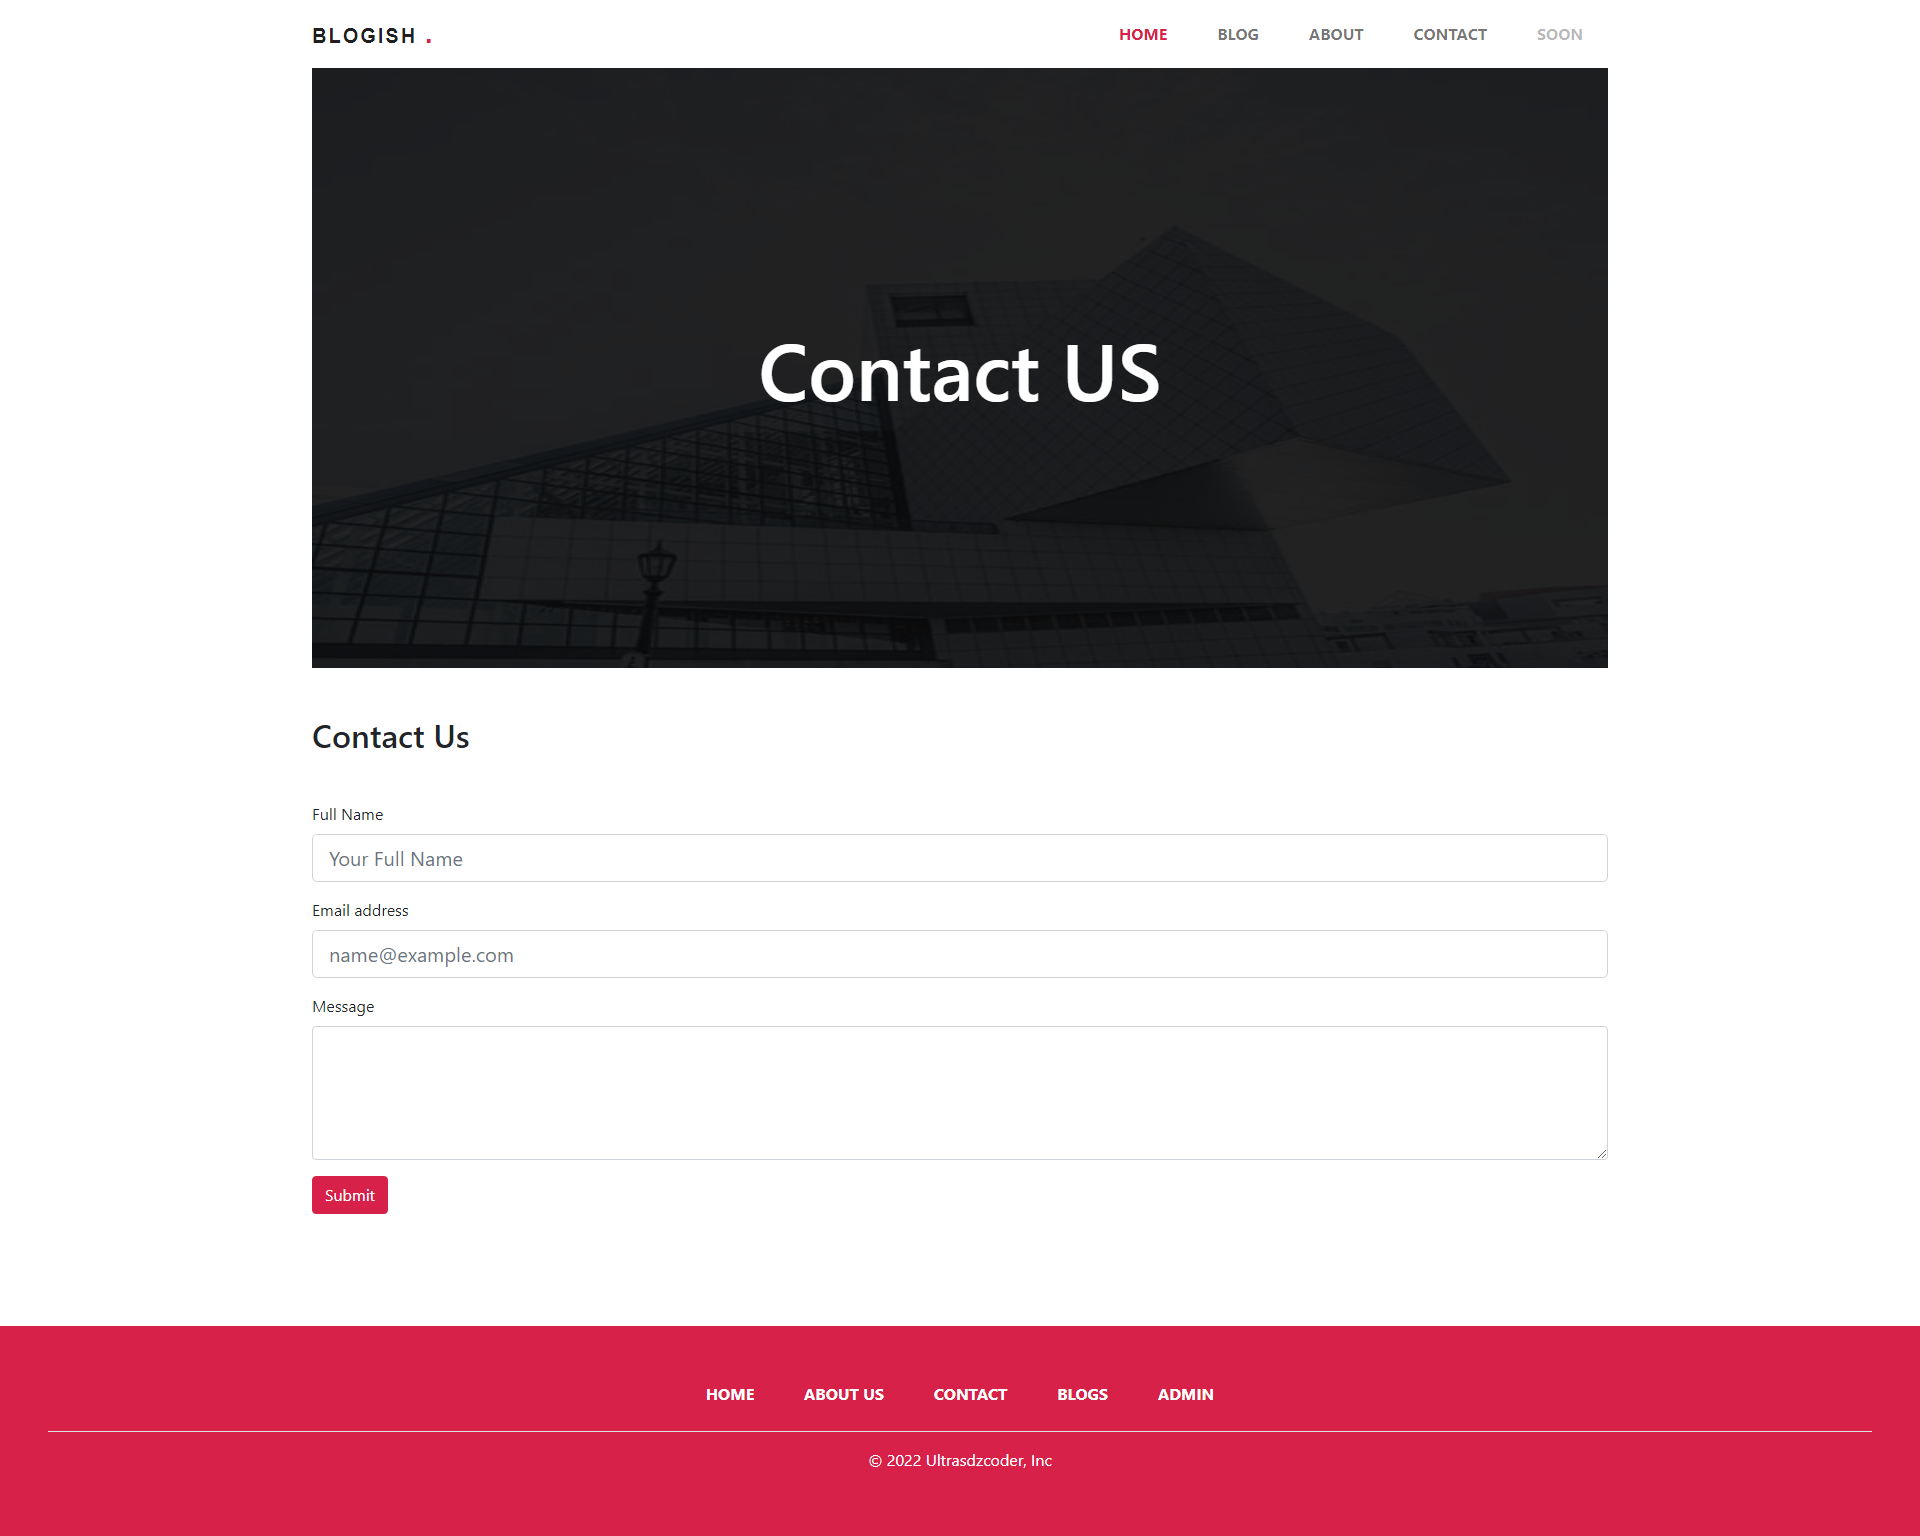 BLOGISH .
HOME BLOG ABOUT CONTACT SOON
Contact US
Contact Us
Full Name
Your Full Name
Email address
name@example.com
Message
Submit
HOME ABOUT US CONTACT BLOGS ADMIN
© 2022 Ultrasdzcoder, Inc